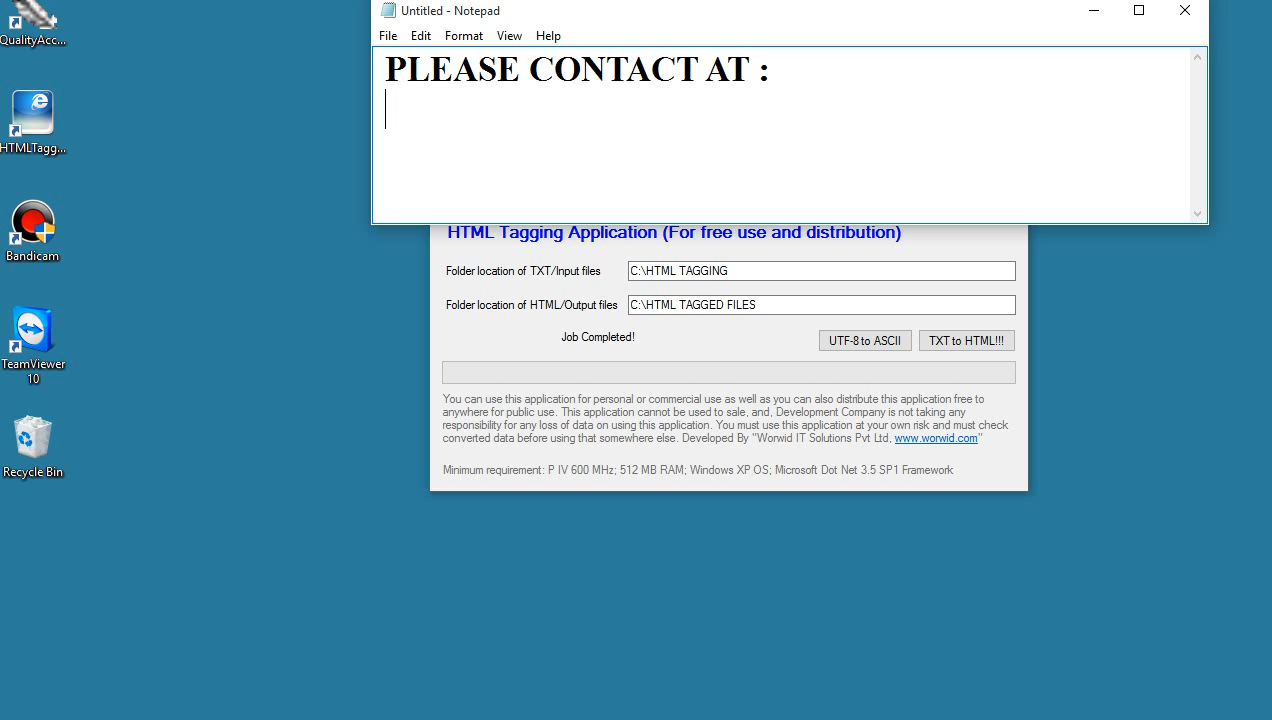 QualityAcc...
HTMLTagg...
Bandicam
TeamViewer
10
Recycle Bin
Untitled - Notepad
File Edit Format View Help
PLEASE CONTACT AT :
HTML Tagging Application (For free use and distribution)
Folder location of TXT/Input files C:\HTML TAGGING
Folder location of HTML/Output files C:\HTML TAGGED FILES
Job Completed! UTF-8 to ASCII TXT to HTML!!!
You can use this application for personal or commercial use as well as you can also distribute this application free to
anywhere for public use. This application cannot be used to sale, and, Development Company is not taking any
responsibility for any loss of data on using this application. You must use this application at your own risk and must check
converted data before using that somewhere else. Developed By "Worwid IT Solutions Pvt Ltd, www.worwid.com"
Minimum requirement: P IV 600 MHz; 512 MB RAM; Windows XP OS; Microsoft Dot Net 3.5 SP1 Framework